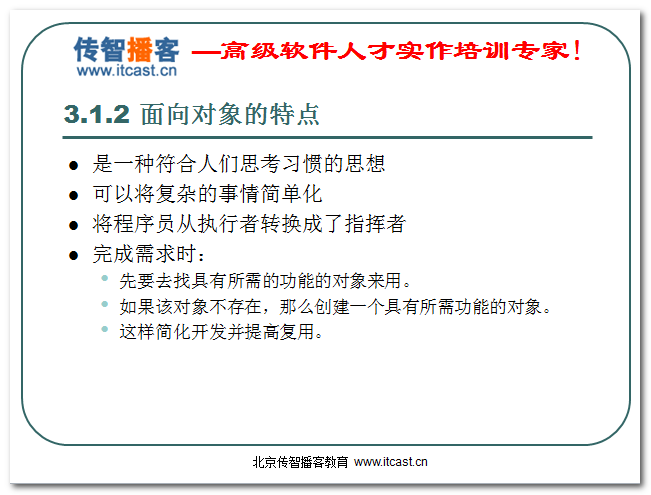 传智播客 —高级软件人才实作培训专家!
www.itcast.cn
3.1.2 面向对象的特点
是一种符合人们思考习惯的思想
可以将复杂的事情简单化
将程序员从执行者转换成了指挥者
完成需求时：
先要去找具有所需的功能的对象来用。
如果该对象不存在，那么创建一个具有所需功能的对象。
这样简化开发并提高复用。
北京传智播客教育 www.itcast.cn